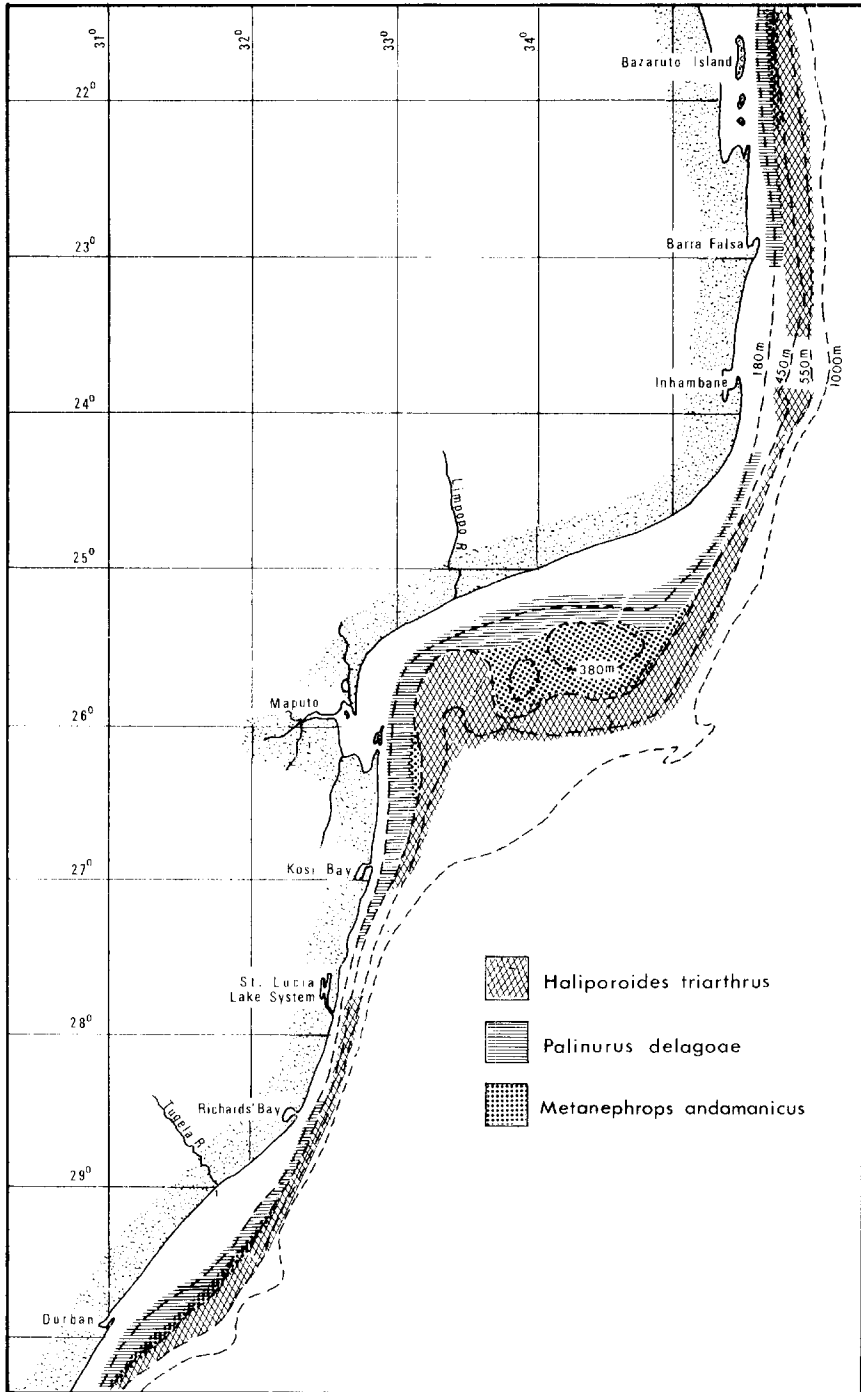 31°
32°
33°
34°
Bazaruto Island
22°
Barra Falsa
23°
180m
450m
550m
1000m
Inhambane
24°
Limpopo R.
25°
380m
Maputo
26°
Kosi Bay
27°
St. Lucia
Lake System
28°
Haliporoides triarthrus
Palinurus delagoae
Metanephrops andamanicus
Richards' Bay
Tugela R.
29°
Durban